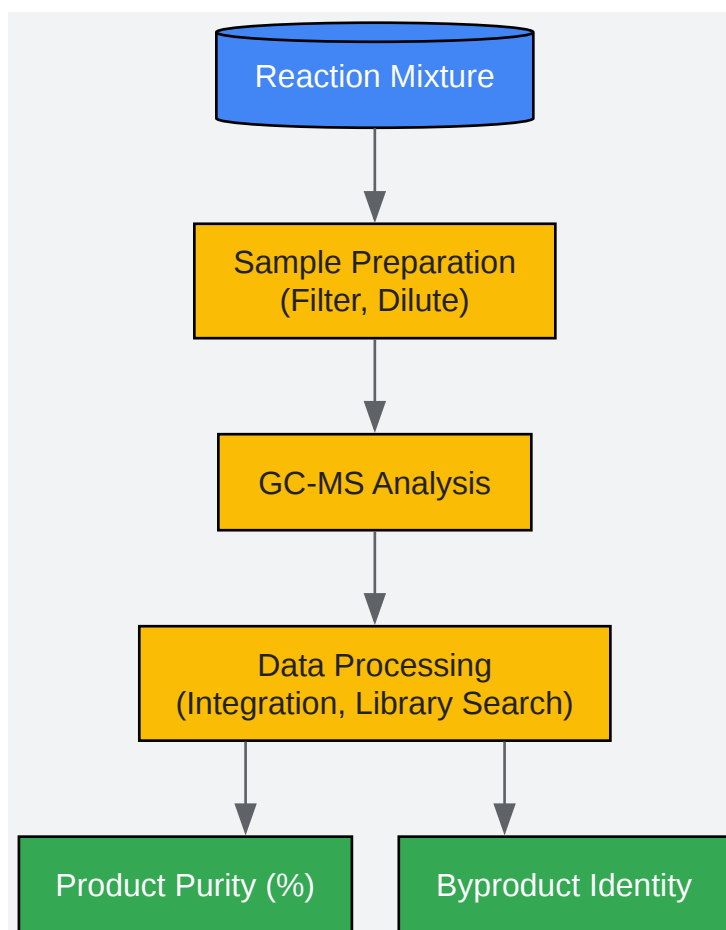 Reaction Mixture
Sample Preparation
(Filter, Dilute)
GC-MS Analysis
Data Processing
(Integration, Library Search)
Product Purity (%)
Byproduct Identity